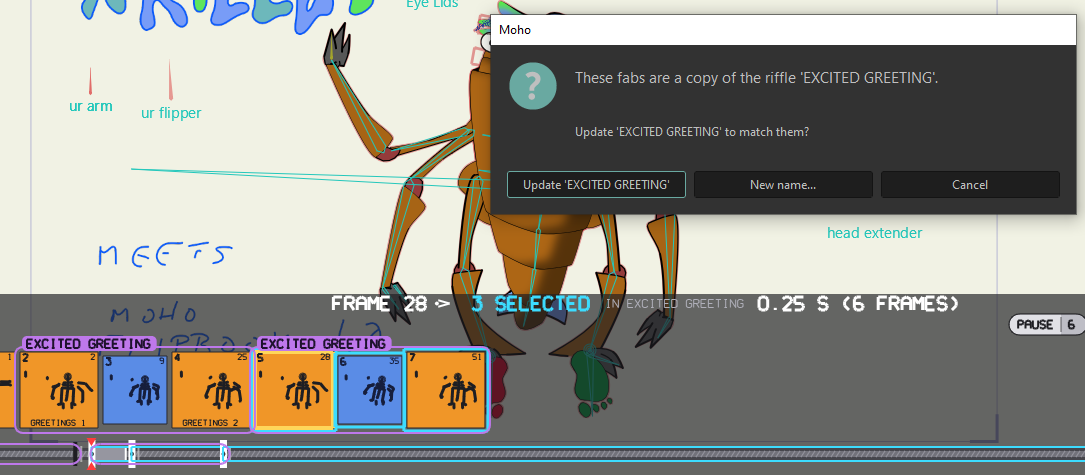 Eye Lids
ur arm
ur flipper
Moho
These fabs are a copy of the riffle 'EXCITED GREETING'.
Update 'EXCITED GREETING' to match them?
Update 'EXCITED GREETING'
New name...
Cancel
head extender
MEETS
MOHO
FRAME 28 > 3 SELECTED IN EXCITED GREETING 0.25 S (6 FRAMES)
PAUSE 6
EXCITED GREETING
EXCITED GREETING
1
2 2
3 9
4 25
5 28
6 35
7 51
GREETINGS 1
GREETINGS 2